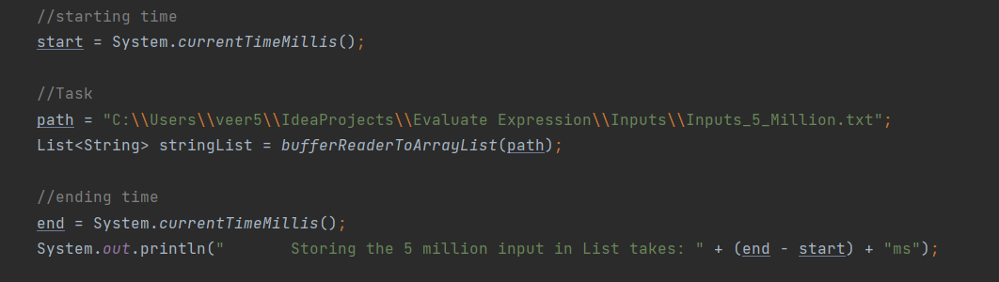 //starting time
start = System.currentTimeMillis();
//Task
path = "C:\\Users\\veer5\\IdeaProjects\\Evaluate Expression\\Inputs\\Inputs_5_Million.txt";
List<String> stringList = bufferReaderToArrayList(path);
//ending time
end = System.currentTimeMillis();
System.out.println("       Storing the 5 million input in List takes: " + (end - start) + "ms");